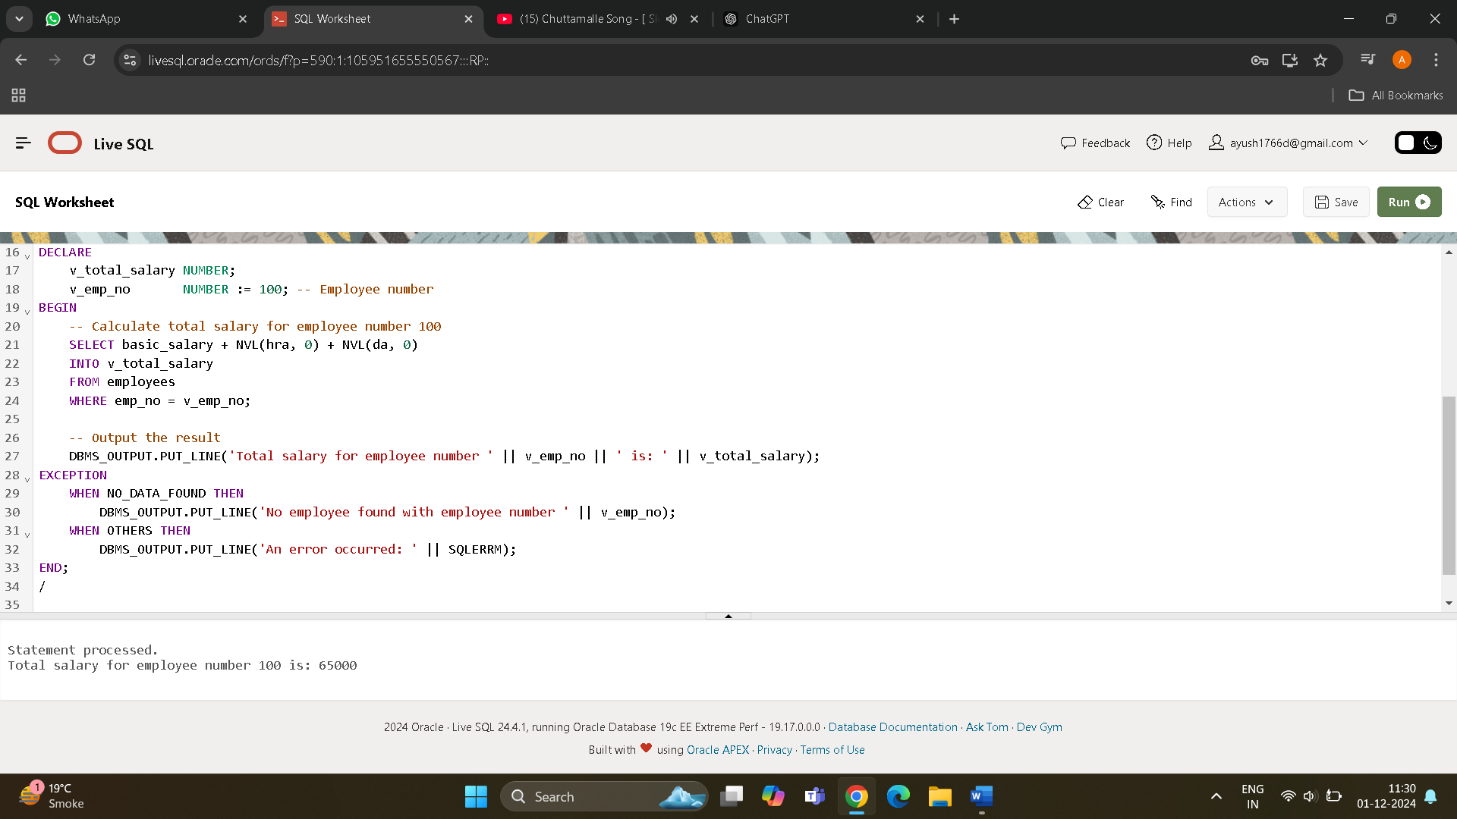 WhatsApp
SQL Worksheet
(15) Chuttamalle Song - [
ChatGPT
livesql.oracle.com/ords/f?p=590:1:105951655550567:::RP::
All Bookmarks
Live SQL
Feedback
Help
ayush1766d@gmail.com
SQL Worksheet
Clear
Find
Actions
Save
Run
16 DECLARE
17 v_total_salary NUMBER;
18 v_emp_no NUMBER := 100; -- Employee number
19 BEGIN
20 -- Calculate total salary for employee number 100
21 SELECT basic_salary + NVL(hra, 0) + NVL(da, 0)
22 INTO v_total_salary
23 FROM employees
24 WHERE emp_no = v_emp_no;
25
26 -- Output the result
27 DBMS_OUTPUT.PUT_LINE('Total salary for employee number ' || v_emp_no || ' is: ' || v_total_salary);
28 EXCEPTION
29 WHEN NO_DATA_FOUND THEN
30 DBMS_OUTPUT.PUT_LINE('No employee found with employee number ' || v_emp_no);
31 WHEN OTHERS THEN
32 DBMS_OUTPUT.PUT_LINE('An error occurred: ' || SQLERRM);
33 END;
34 /
35
Statement processed.
Total salary for employee number 100 is: 65000
2024 Oracle · Live SQL 24.4.1, running Oracle Database 19c EE Extreme Perf - 19.17.0.0.0 · Database Documentation · Ask Tom · Dev Gym
Built with ❤ using Oracle APEX · Privacy · Terms of Use
1
19°C
Smoke
Search
ENG
IN
11:30
01-12-2024